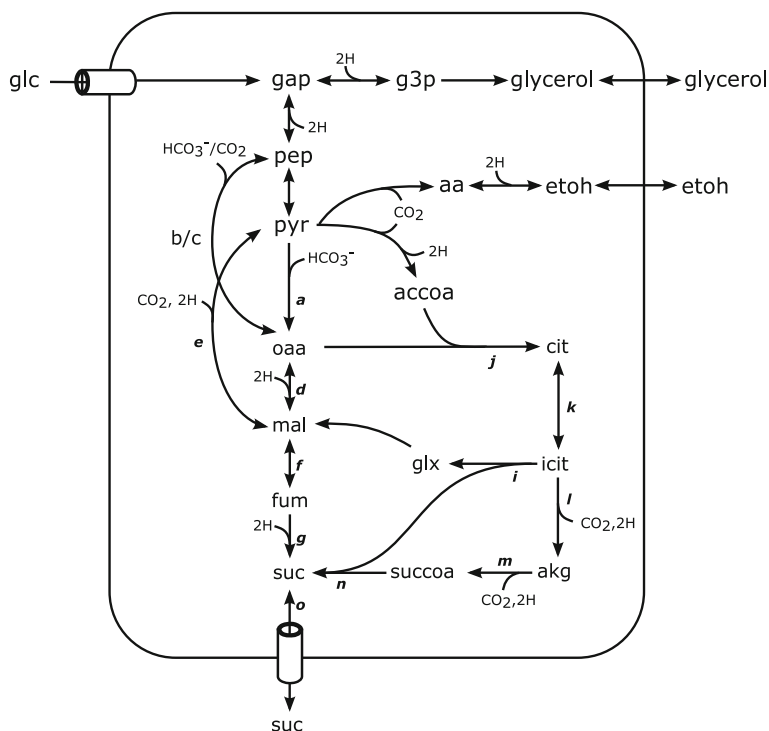 glc gap 2H g3p glycerol glycerol
2H
HCO₃⁻/CO₂ pep
aa 2H etoh etoh
CO₂
pyr
b/c
2H
HCO₃⁻
CO₂, 2H a accoa
e
oaa j cit
2H d
k
mal
f glx i icit
fum l
2H g CO₂,2H
suc n succoa m akg
CO₂,2H
o
suc